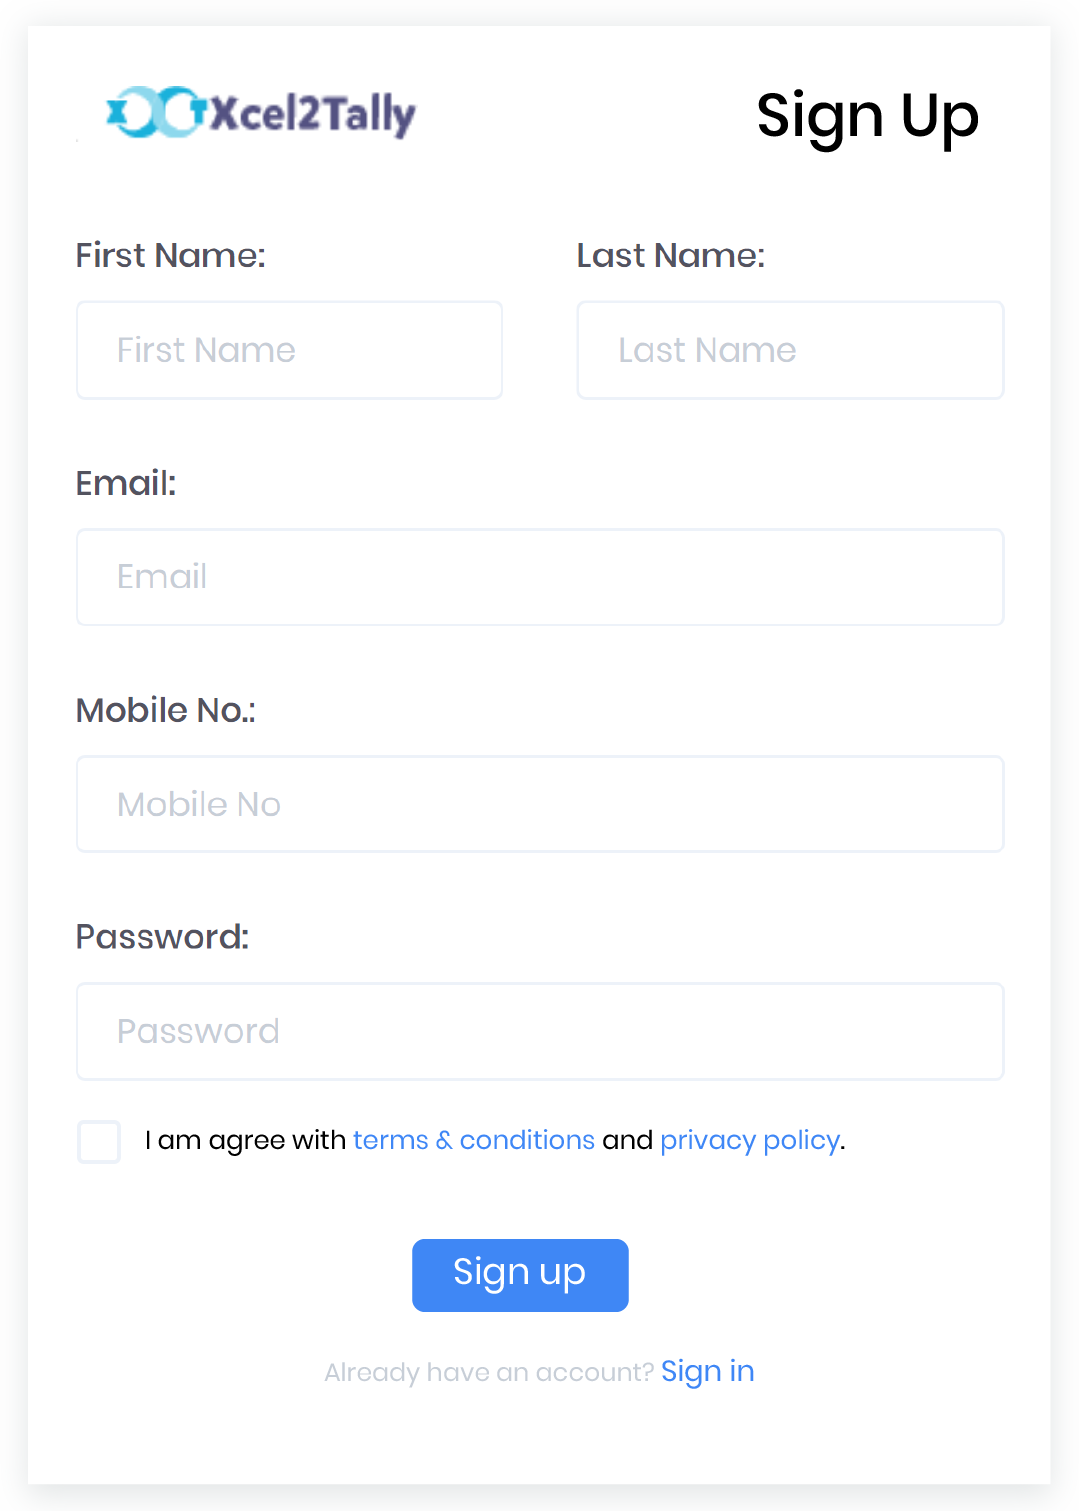 Xcel2Tally
Sign Up
First Name: Last Name:
First Name Last Name
Email:
Email
Mobile No.:
Mobile No
Password:
Password
I am agree with terms & conditions and privacy policy.
Sign up
Already have an account? Sign in